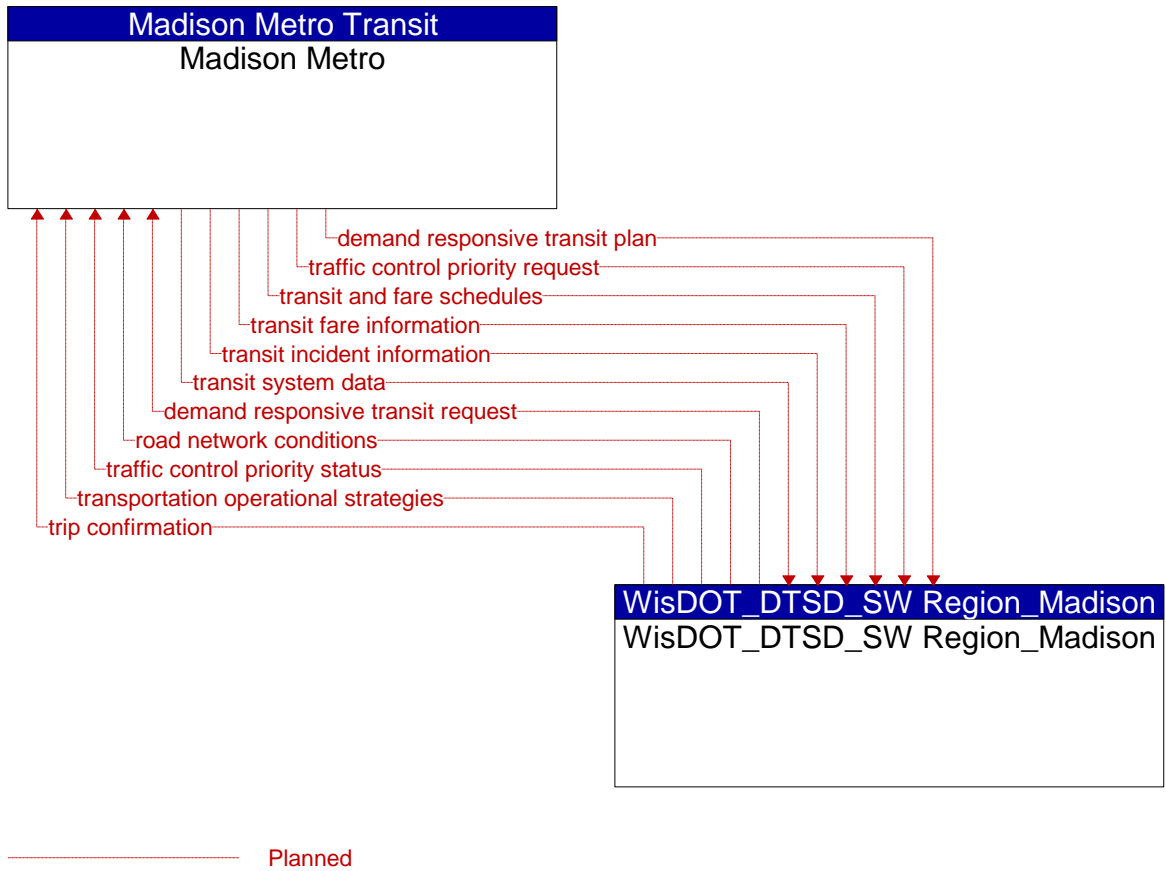 Madison Metro Transit
Madison Metro
demand responsive transit plan
traffic control priority request
transit and fare schedules
transit fare information
transit incident information
transit system data
demand responsive transit request
road network conditions
traffic control priority status
transportation operational strategies
trip confirmation
WisDOT_DTSD_SW Region_Madison
WisDOT_DTSD_SW Region_Madison
Planned